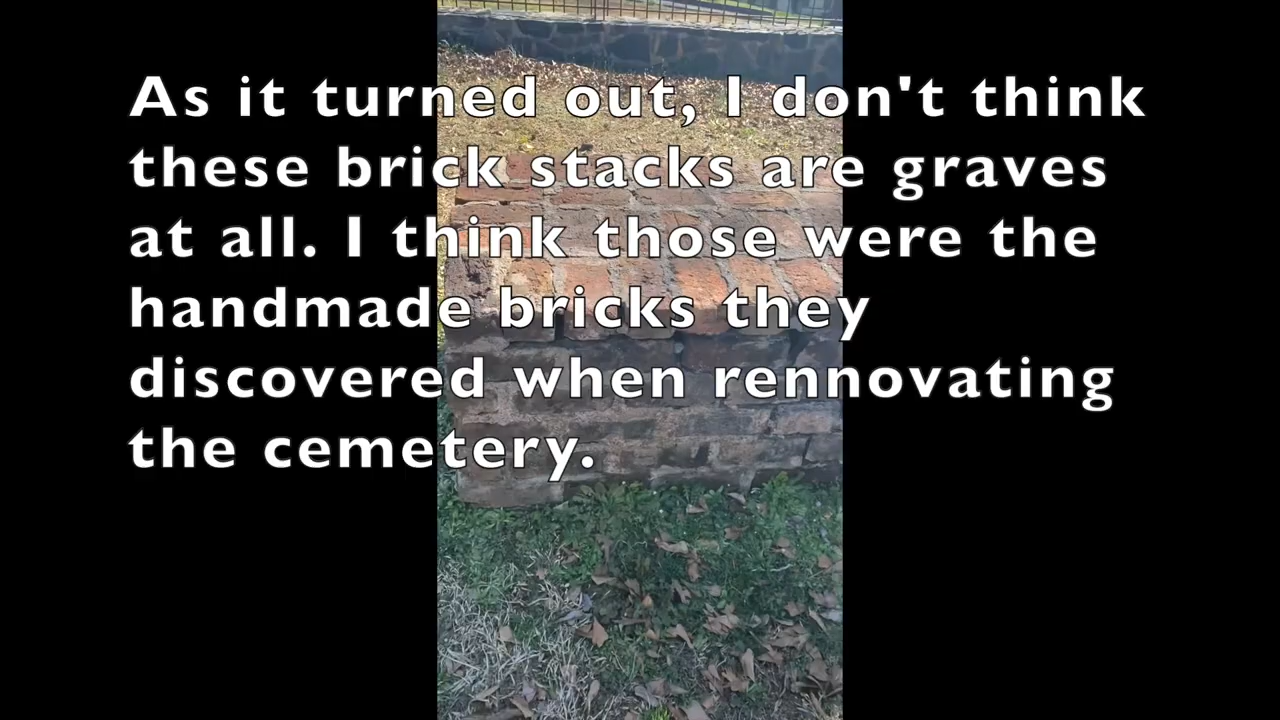 As it turned out, I don't think
these brick stacks are graves
at all. I think those were the
handmade bricks they
discovered when rennovating
the cemetery.